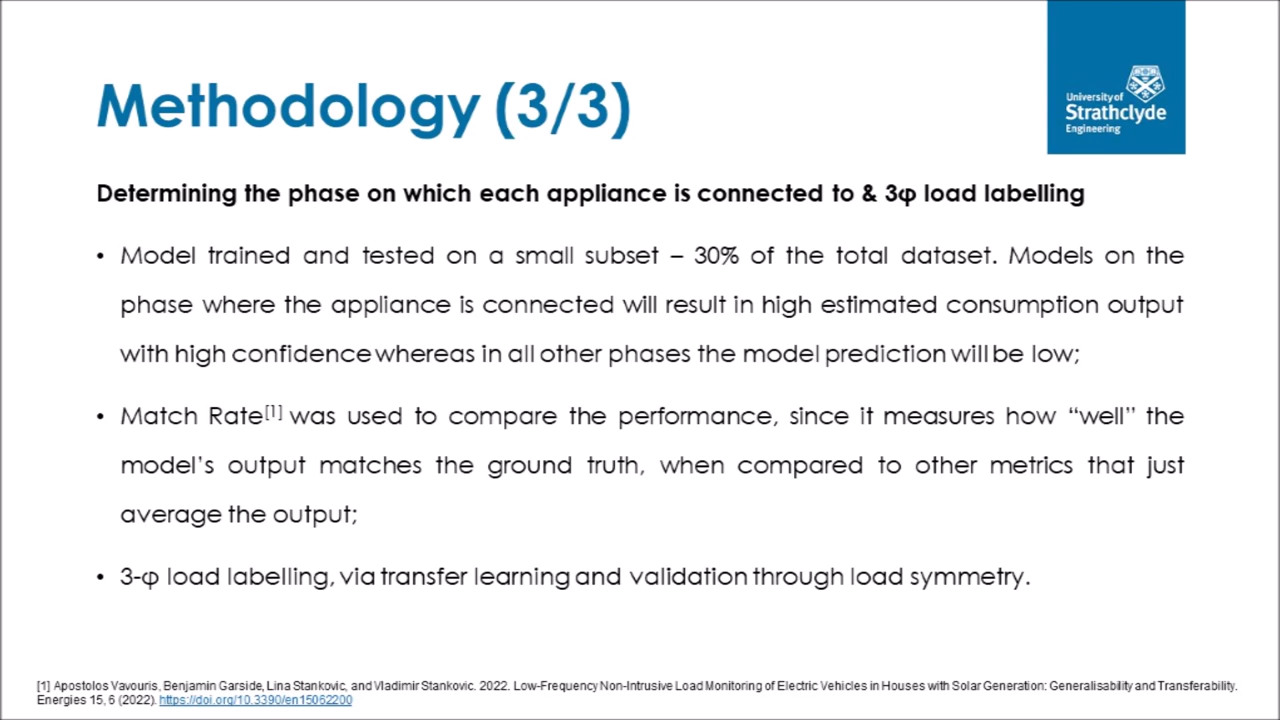 Methodology (3/3)
University of
Strathclyde
Engineering
Determining the phase on which each appliance is connected to & 3φ load labelling
• Model trained and tested on a small subset – 30% of the total dataset. Models on the
phase where the appliance is connected will result in high estimated consumption output
with high confidence whereas in all other phases the model prediction will be low;
• Match Rate[1] was used to compare the performance, since it measures how “well” the
model’s output matches the ground truth, when compared to other metrics that just
average the output;
• 3-φ load labelling, via transfer learning and validation through load symmetry.
[1] Apostolos Vavouris, Benjamin Garside, Lina Stankovic, and Vladimir Stankovic. 2022. Low-Frequency Non-Intrusive Load Monitoring of Electric Vehicles in Houses with Solar Generation: Generalisability and Transferability.
Energies 15, 6 (2022). https://doi.org/10.3390/en15062200